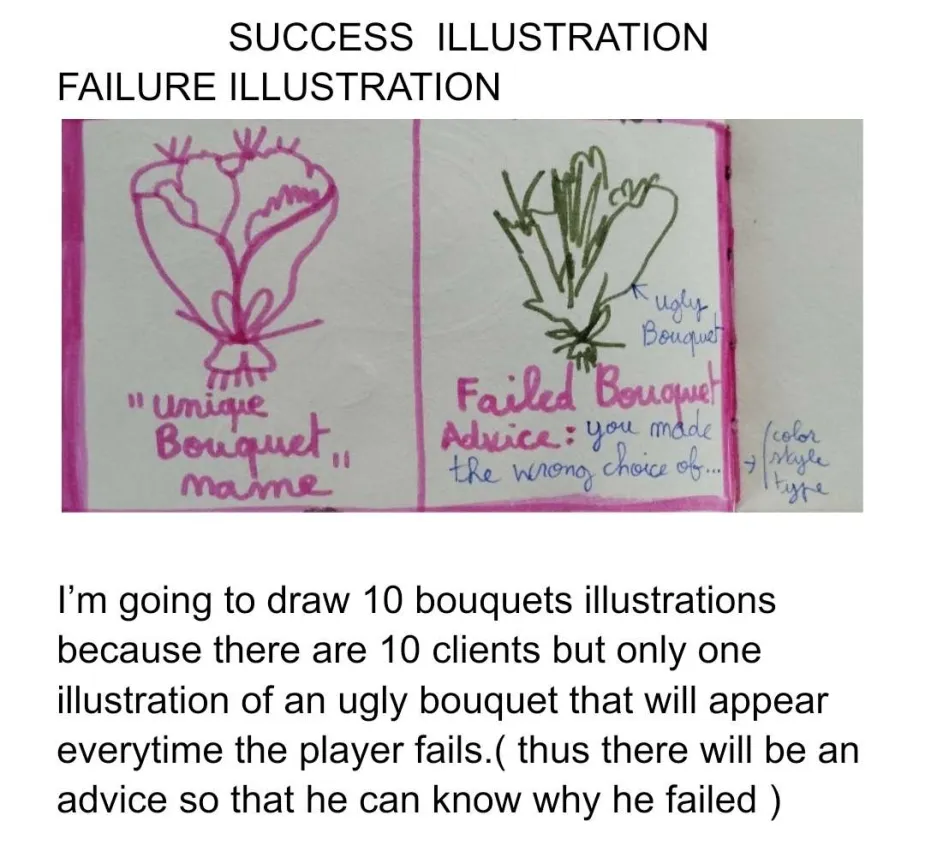 SUCCESS ILLUSTRATION
FAILURE ILLUSTRATION
"unique
Bouquet"
name
ugly
Bouquet
Failed Bouquet
Advice: you made
the wrong choice of...
→ color
style
type
I'm going to draw 10 bouquets illustrations
because there are 10 clients but only one
illustration of an ugly bouquet that will appear
everytime the player fails.( thus there will be an
advice so that he can know why he failed )